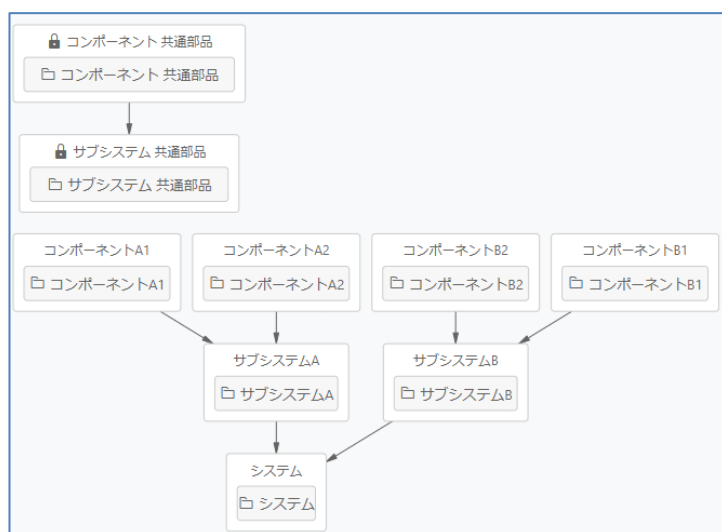 コンポーネント 共通部品
コンポーネント 共通部品
サブシステム 共通部品
サブシステム 共通部品
コンポーネントA1
コンポーネントA1
コンポーネントA2
コンポーネントA2
コンポーネントB2
コンポーネントB2
コンポーネントB1
コンポーネントB1
サブシステムA
サブシステムA
サブシステムB
サブシステムB
システム
システム